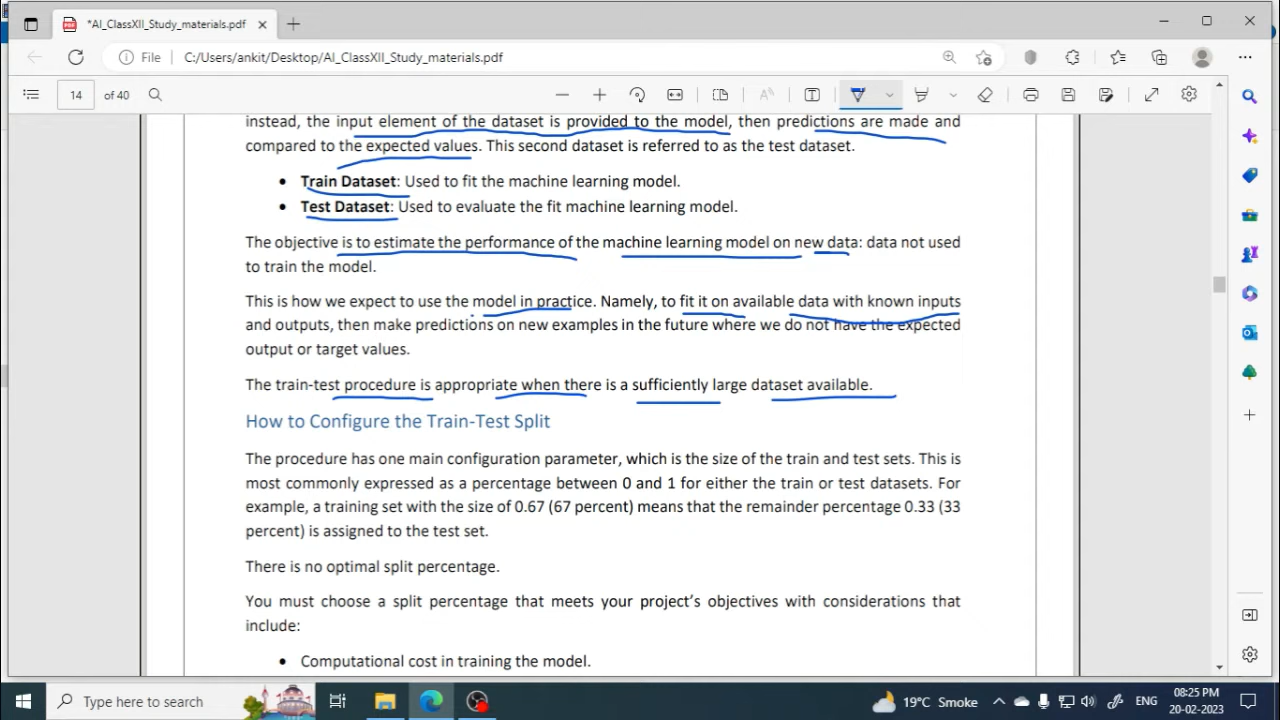 *AI_ClassXII_Study_materials.pdf
File C:/Users/ankit/Desktop/AI_ClassXII_Study_materials.pdf
14 of 40
instead, the input element of the dataset is provided to the model, then predictions are made and
compared to the expected values. This second dataset is referred to as the test dataset.
• Train Dataset: Used to fit the machine learning model.
• Test Dataset: Used to evaluate the fit machine learning model.
The objective is to estimate the performance of the machine learning model on new data: data not used
to train the model.
This is how we expect to use the model in practice. Namely, to fit it on available data with known inputs
and outputs, then make predictions on new examples in the future where we do not have the expected
output or target values.
The train-test procedure is appropriate when there is a sufficiently large dataset available.
How to Configure the Train-Test Split
The procedure has one main configuration parameter, which is the size of the train and test sets. This is
most commonly expressed as a percentage between 0 and 1 for either the train or test datasets. For
example, a training set with the size of 0.67 (67 percent) means that the remainder percentage 0.33 (33
percent) is assigned to the test set.
There is no optimal split percentage.
You must choose a split percentage that meets your project’s objectives with considerations that
include:
• Computational cost in training the model.
Type here to search
19°C Smoke
ENG
08:25 PM
20-02-2023